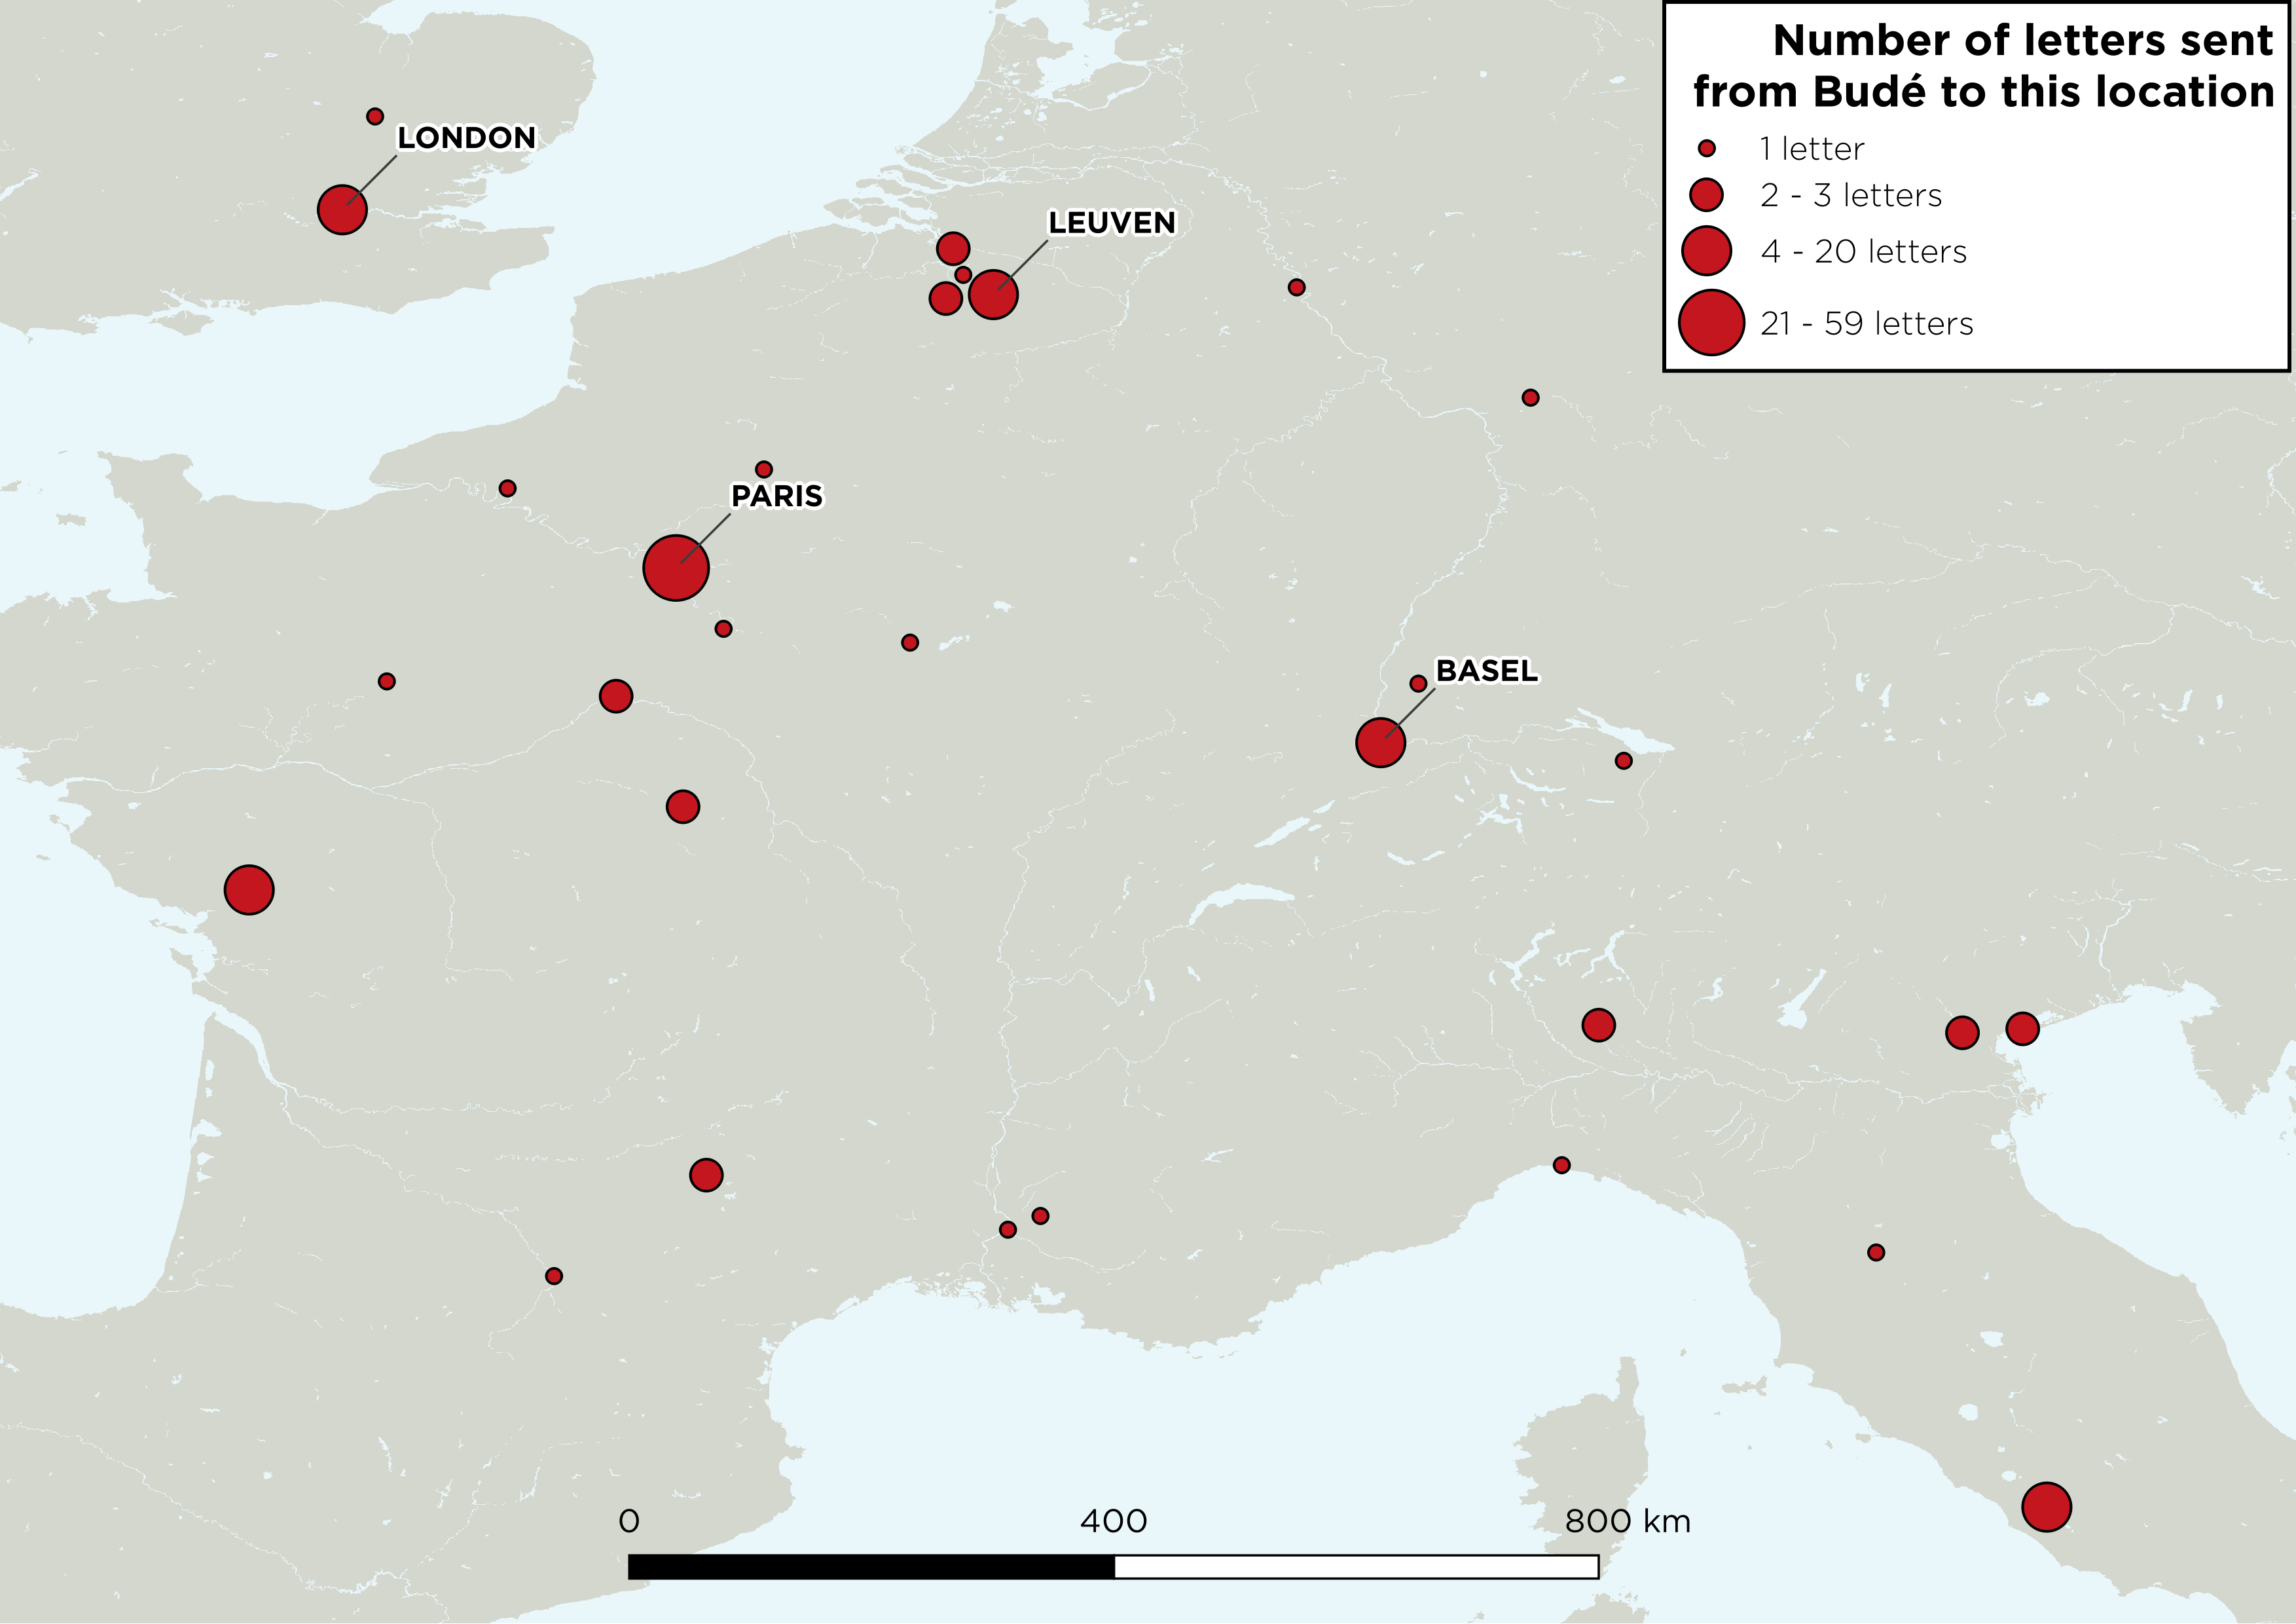 Number of letters sent
from Budé to this location
1 letter
2 - 3 letters
4 - 20 letters
21 - 59 letters
LONDON
LEUVEN
PARIS
BASEL
0 400 800 km